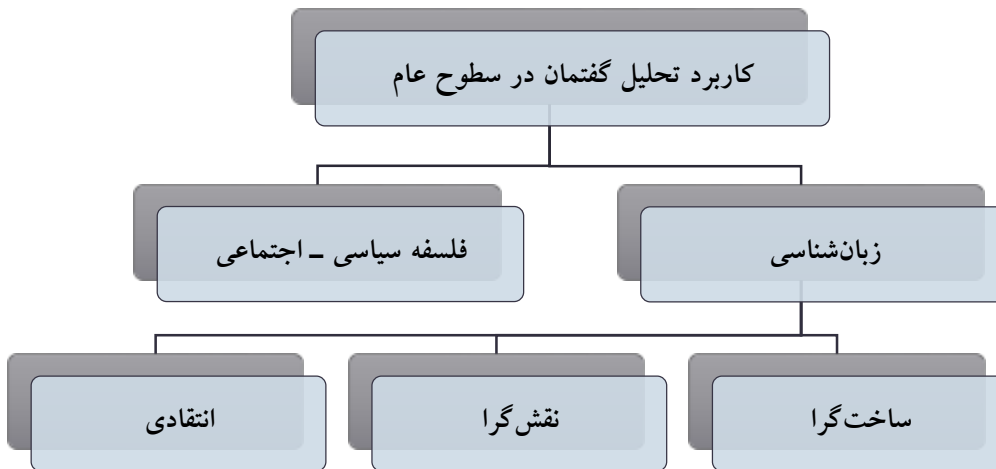 کاربرد تحلیل گفتمان در سطوح عام
زبان‌شناسی
فلسفه سیاسی ـ اجتماعی
ساخت‌گرا
نقش‌گرا
انتقادی